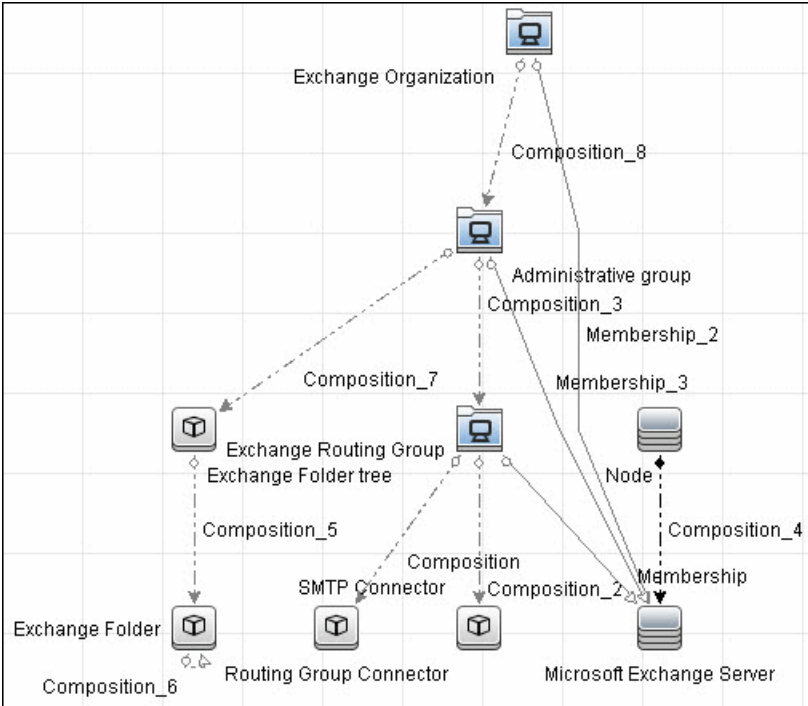 Exchange Organization
Composition_8
Administrative group
Composition_3
Membership_2
Composition_7
Membership_3
Exchange Routing Group
Exchange Folder tree
Node
Composition_5
Composition_4
Composition
Membership
SMTP Connector
Composition_2
Exchange Folder
Routing Group Connector
Microsoft Exchange Server
Composition_6